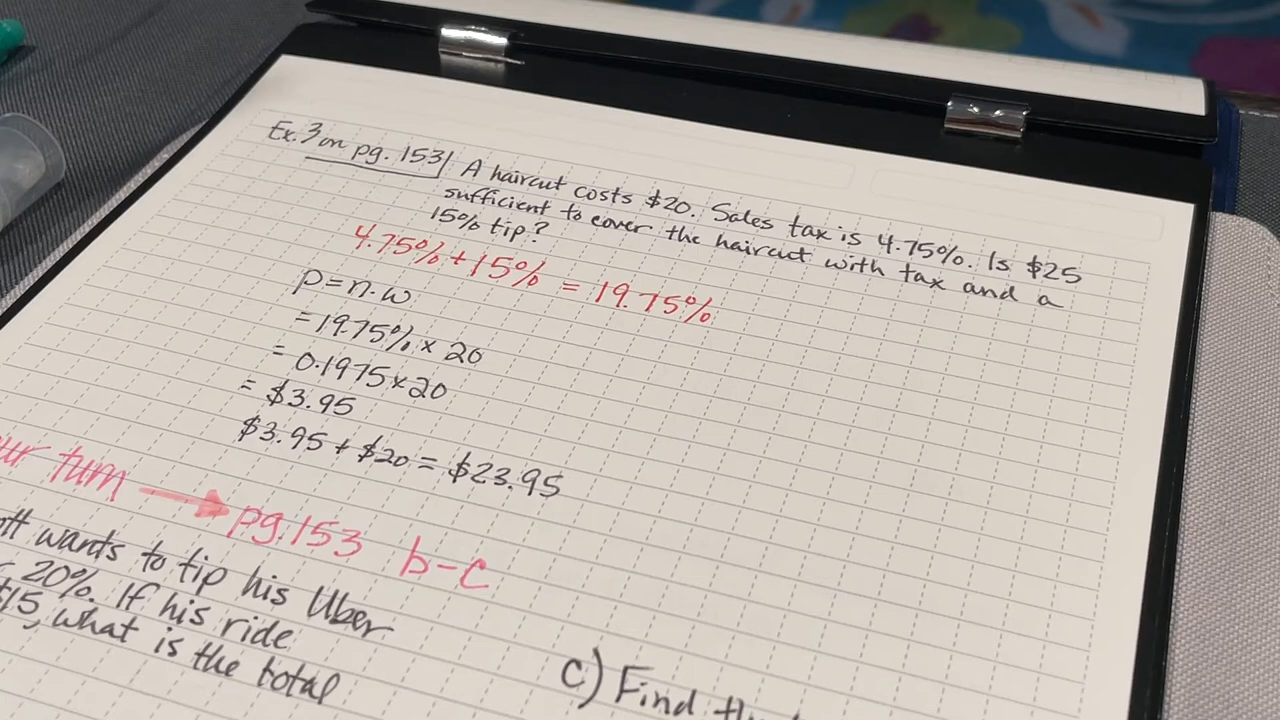 Ex. 3 on pg. 153 A haircut costs $20. Sales tax is 4.75%. Is $25
sufficient to cover the haircut with tax and a
15% tip?
4.75% + 15% = 19.75%
p = n · w
= 19.75% × 20
= 0.1975 × 20
= $3.95
$3.95 + $20 = $23.95
turn → pg. 153 b-c
wants to tip his Uber
20%. If his ride
$15, what is the total
c) Find